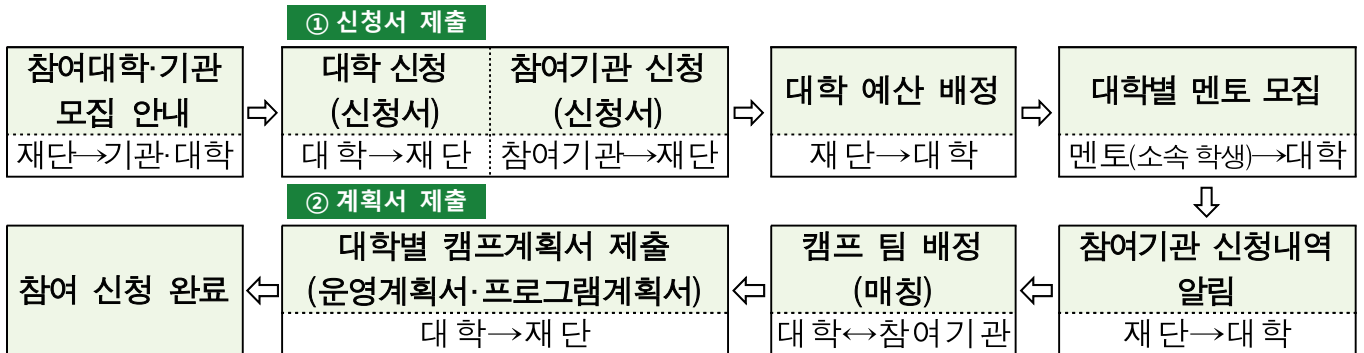 ① 신청서 제출
참여대학·기관
모집 안내
재단→기관·대학
대학 신청
(신청서)
대학→재단
참여기관 신청
(신청서)
참여기관→재단
대학 예산 배정
재단→대학
대학별 멘토 모집
멘토(소속 학생)→대학
참여기관 신청내역
알림
재단→대학
캠프 팀 배정
(매칭)
대학↔참여기관
② 계획서 제출
대학별 캠프계획서 제출
(운영계획서·프로그램계획서)
대학→재단
참여 신청 완료